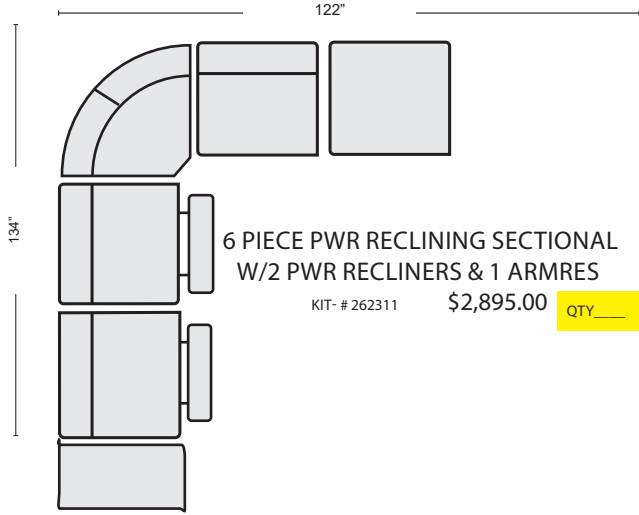 122”
134”
6 PIECE PWR RECLINING SECTIONAL
W/2 PWR RECLINERS & 1 ARMRES
KIT- # 262311 $2,895.00 QTY____